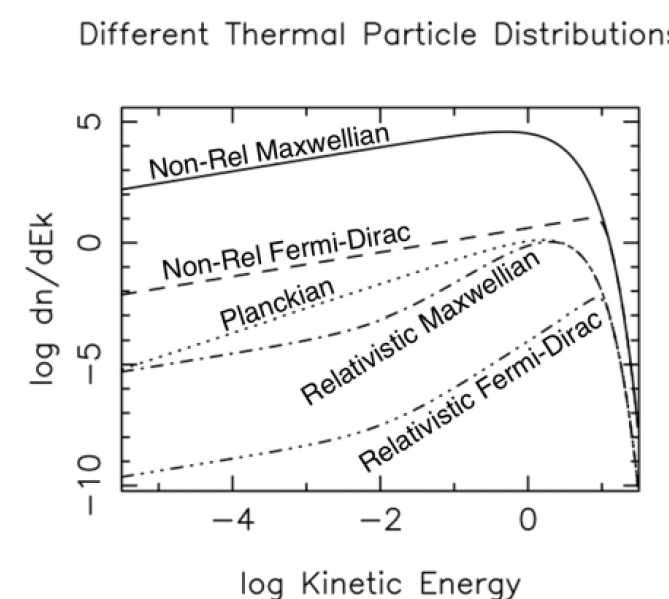 Different Thermal Particle Distributions
5
0
−5
−10
log dn/dEk
Non-Rel Maxwellian
Non-Rel Fermi-Dirac
Planckian
Relativistic Maxwellian
Relativistic Fermi-Dirac
−4 −2 0
log Kinetic Energy